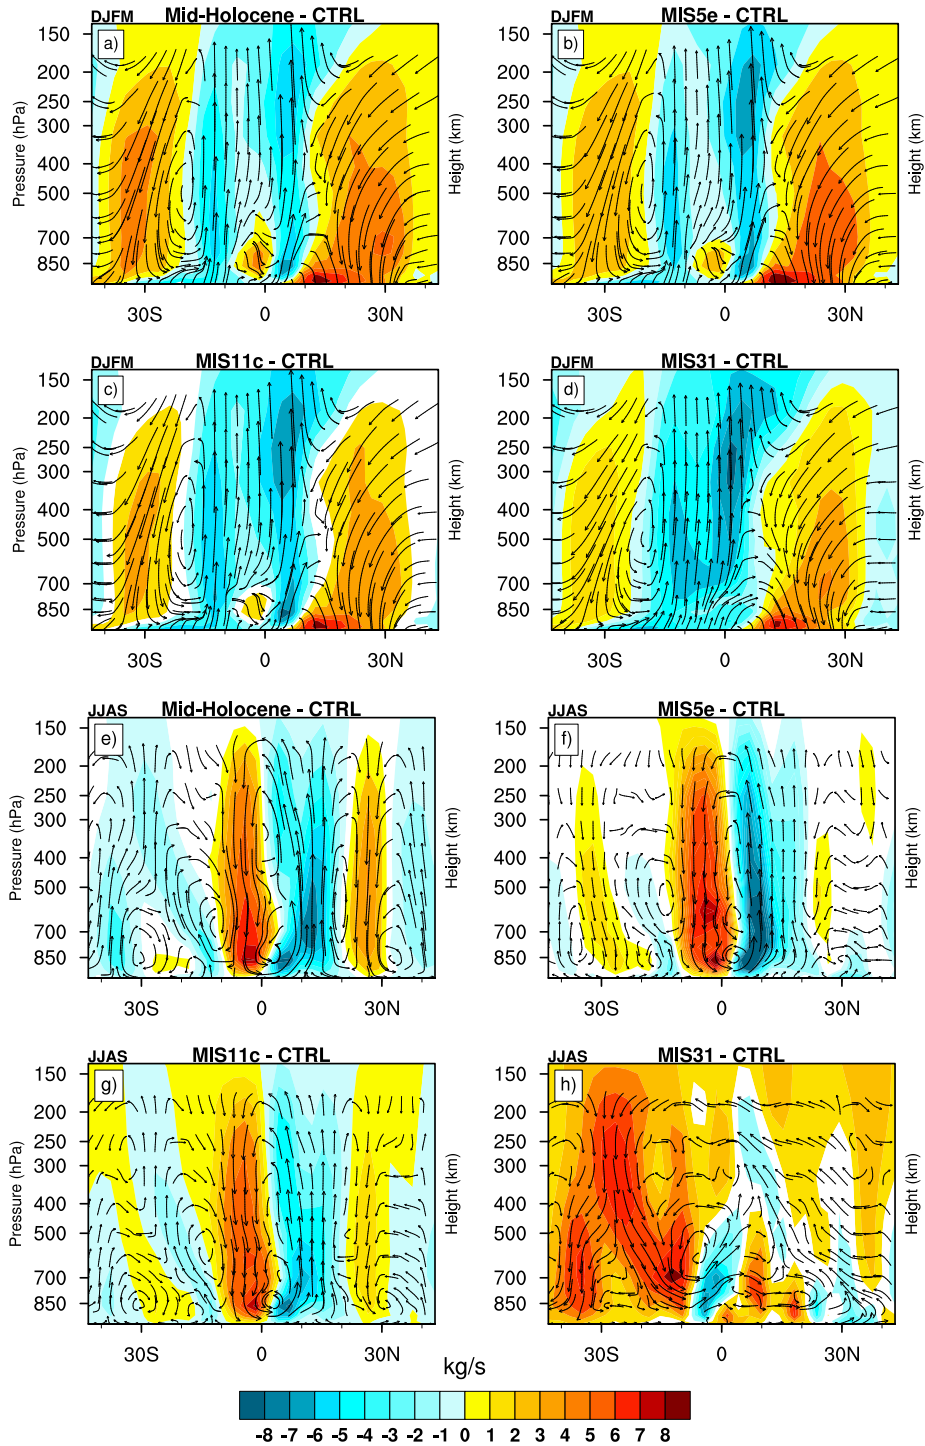 DJFM Mid-Holocene - CTRL
a)
150
200
250
300
400
500
700
850
Pressure (hPa)
Height (km)
30S 0 30N
DJFM MIS5e - CTRL
b)
150
200
250
300
400
500
700
850
Height (km)
30S 0 30N
DJFM MIS11c - CTRL
c)
150
200
250
300
400
500
700
850
Pressure (hPa)
Height (km)
30S 0 30N
DJFM MIS31 - CTRL
d)
150
200
250
300
400
500
700
850
Height (km)
30S 0 30N
JJAS Mid-Holocene - CTRL
e)
150
200
250
300
400
500
700
850
Pressure (hPa)
Height (km)
30S 0 30N
JJAS MIS5e - CTRL
f)
150
200
250
300
400
500
700
850
Height (km)
30S 0 30N
JJAS MIS11c - CTRL
g)
150
200
250
300
400
500
700
850
Pressure (hPa)
Height (km)
30S 0 30N
JJAS MIS31 - CTRL
h)
150
200
250
300
400
500
700
850
Height (km)
30S 0 30N
kg/s
-8 -7 -6 -5 -4 -3 -2 -1 0 1 2 3 4 5 6 7 8